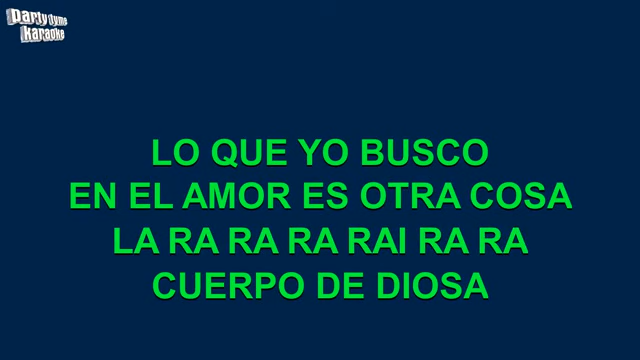 Party Tyme
karaoke
LO QUE YO BUSCO
EN EL AMOR ES OTRA COSA
LA RA RA RA RAI RA RA
CUERPO DE DIOSA